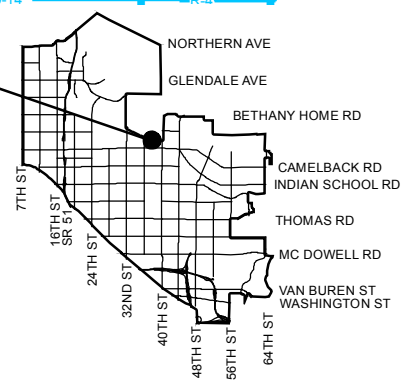 NORTHERN AVE
GLENDALE AVE
BETHANY HOME RD
CAMELBACK RD
INDIAN SCHOOL RD
THOMAS RD
MC DOWELL RD
VAN BUREN ST
WASHINGTON ST
7TH ST
16TH ST
SR 51
24TH ST
32ND ST
40TH ST
48TH ST
56TH ST
64TH ST